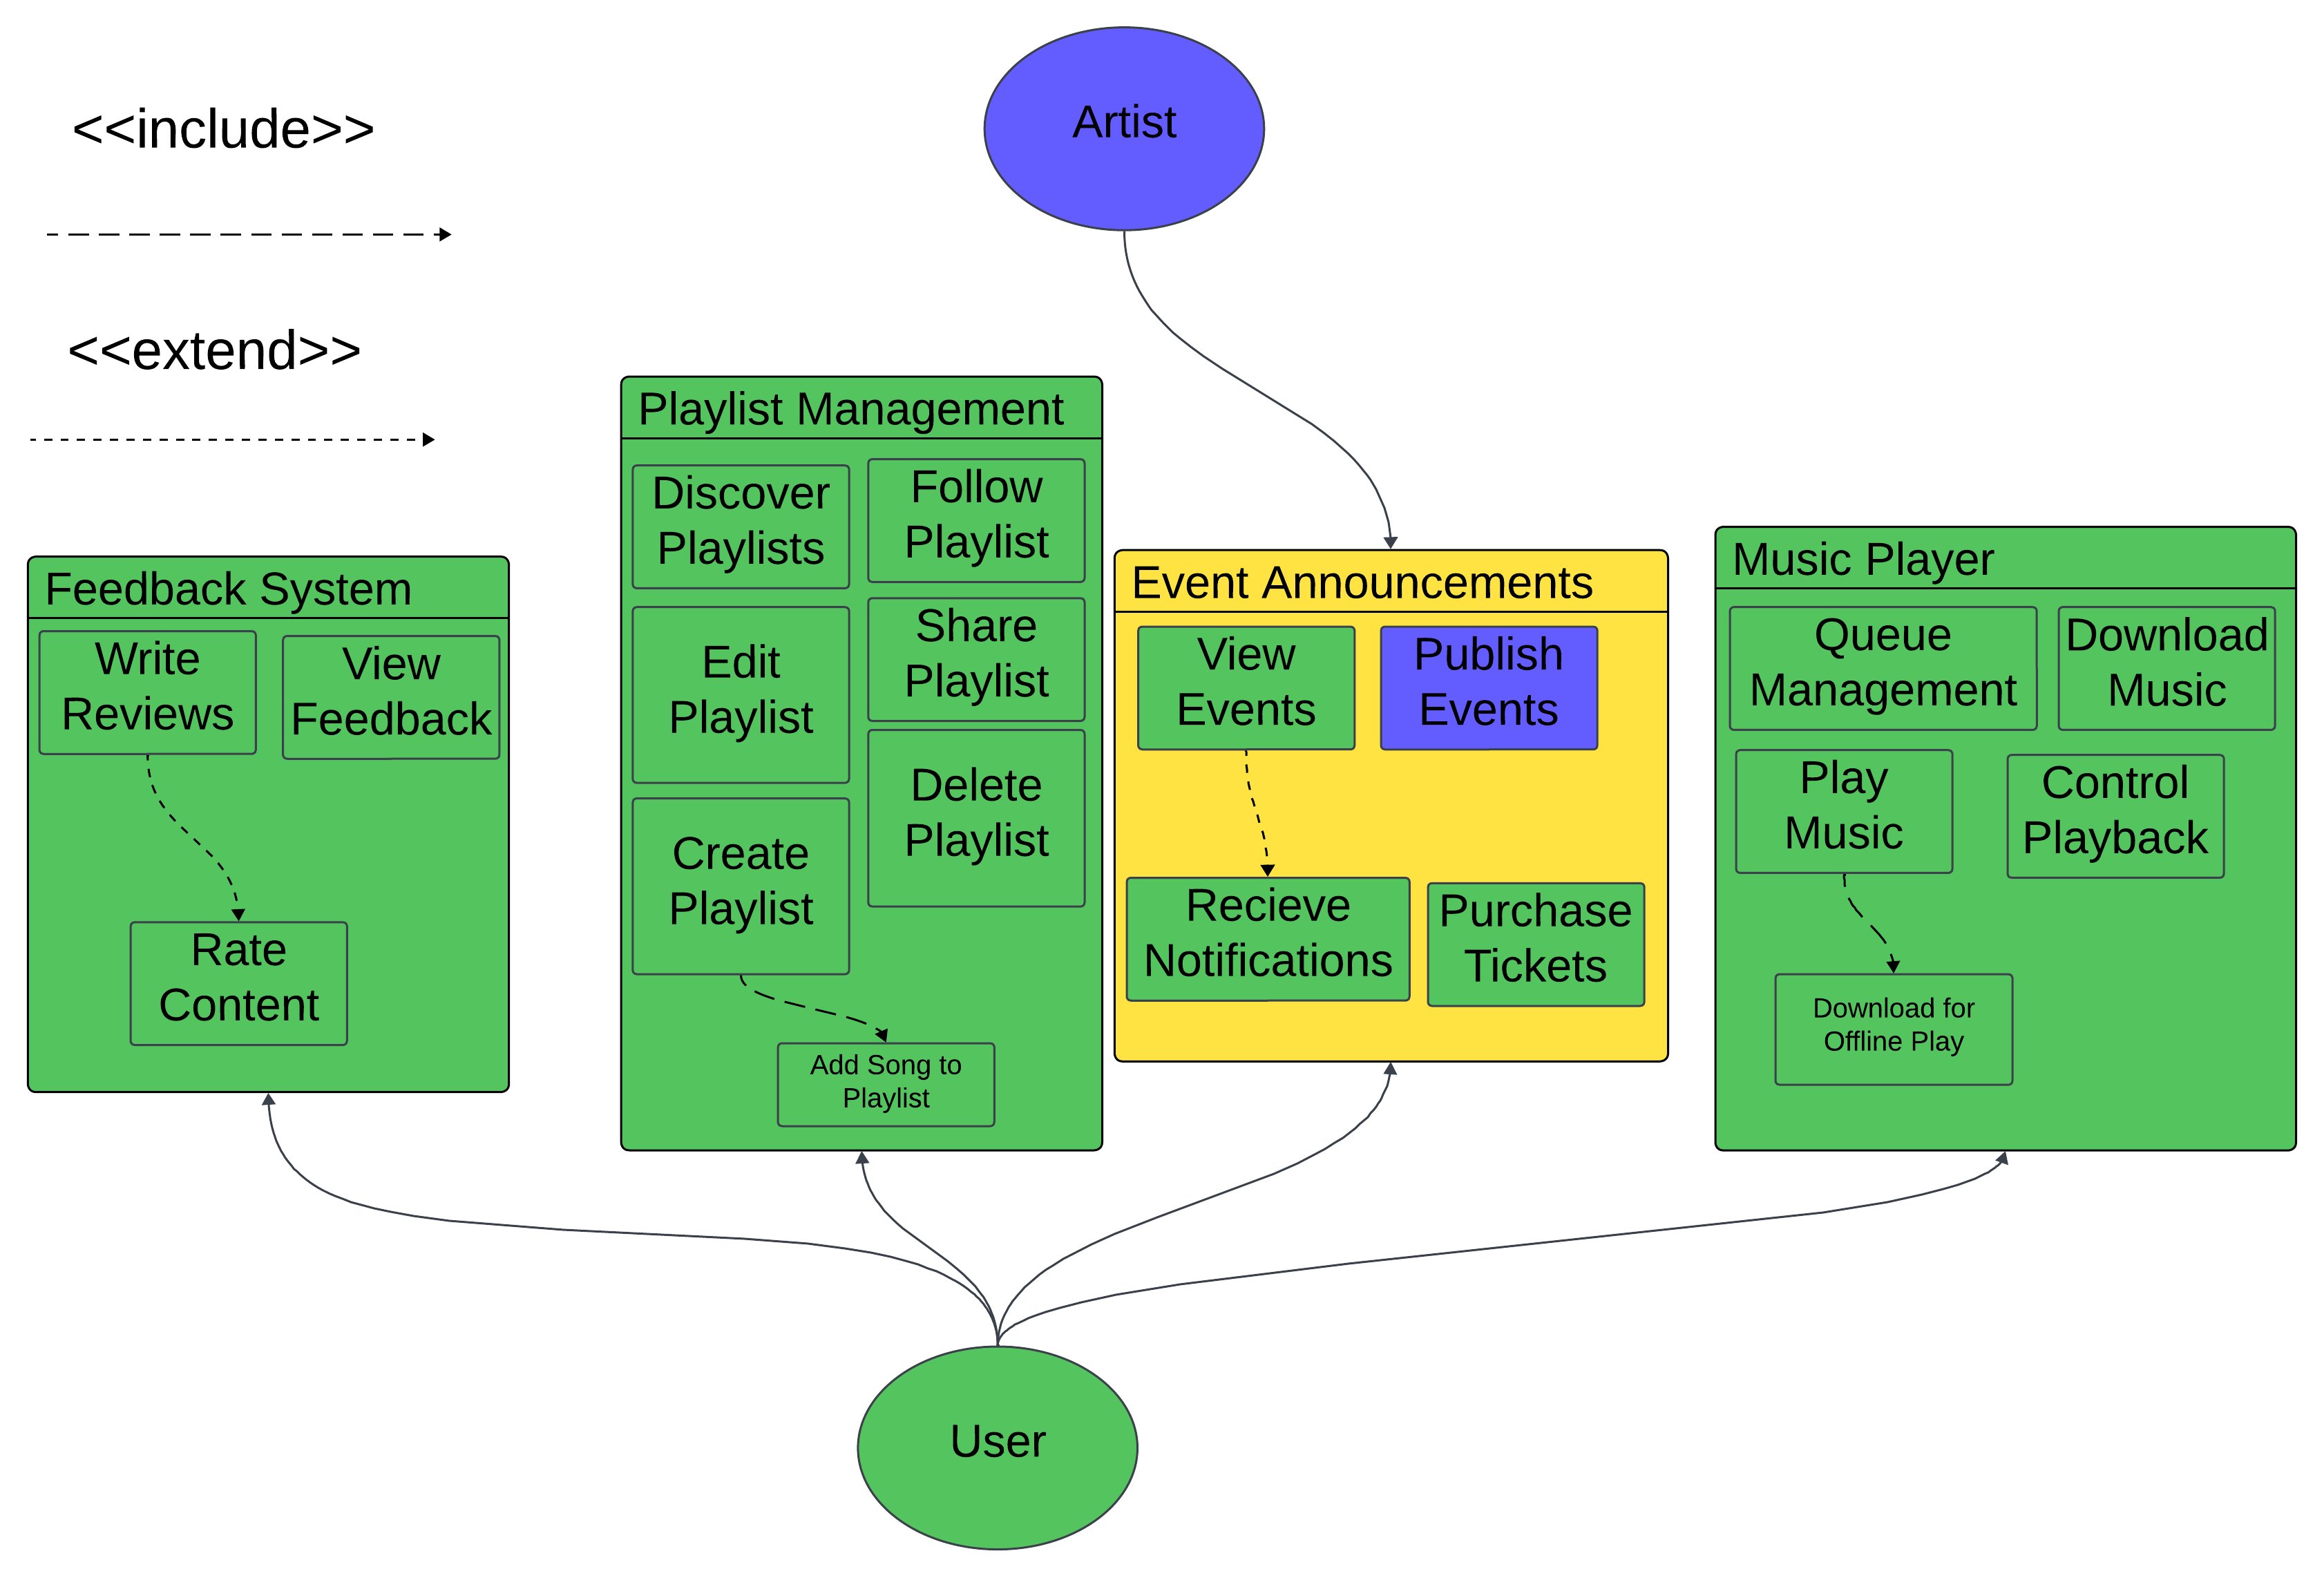 Artist
<<include>>
<<extend>>
Feedback System
Write
Reviews
View
Feedback
Rate
Content
Playlist Management
Discover
Playlists
Follow
Playlist
Edit
Playlist
Share
Playlist
Create
Playlist
Delete
Playlist
Add Song to
Playlist
Event Announcements
View
Events
Publish
Events
Recieve
Notifications
Purchase
Tickets
Music Player
Queue
Management
Download
Music
Play
Music
Control
Playback
Download for
Offline Play
User